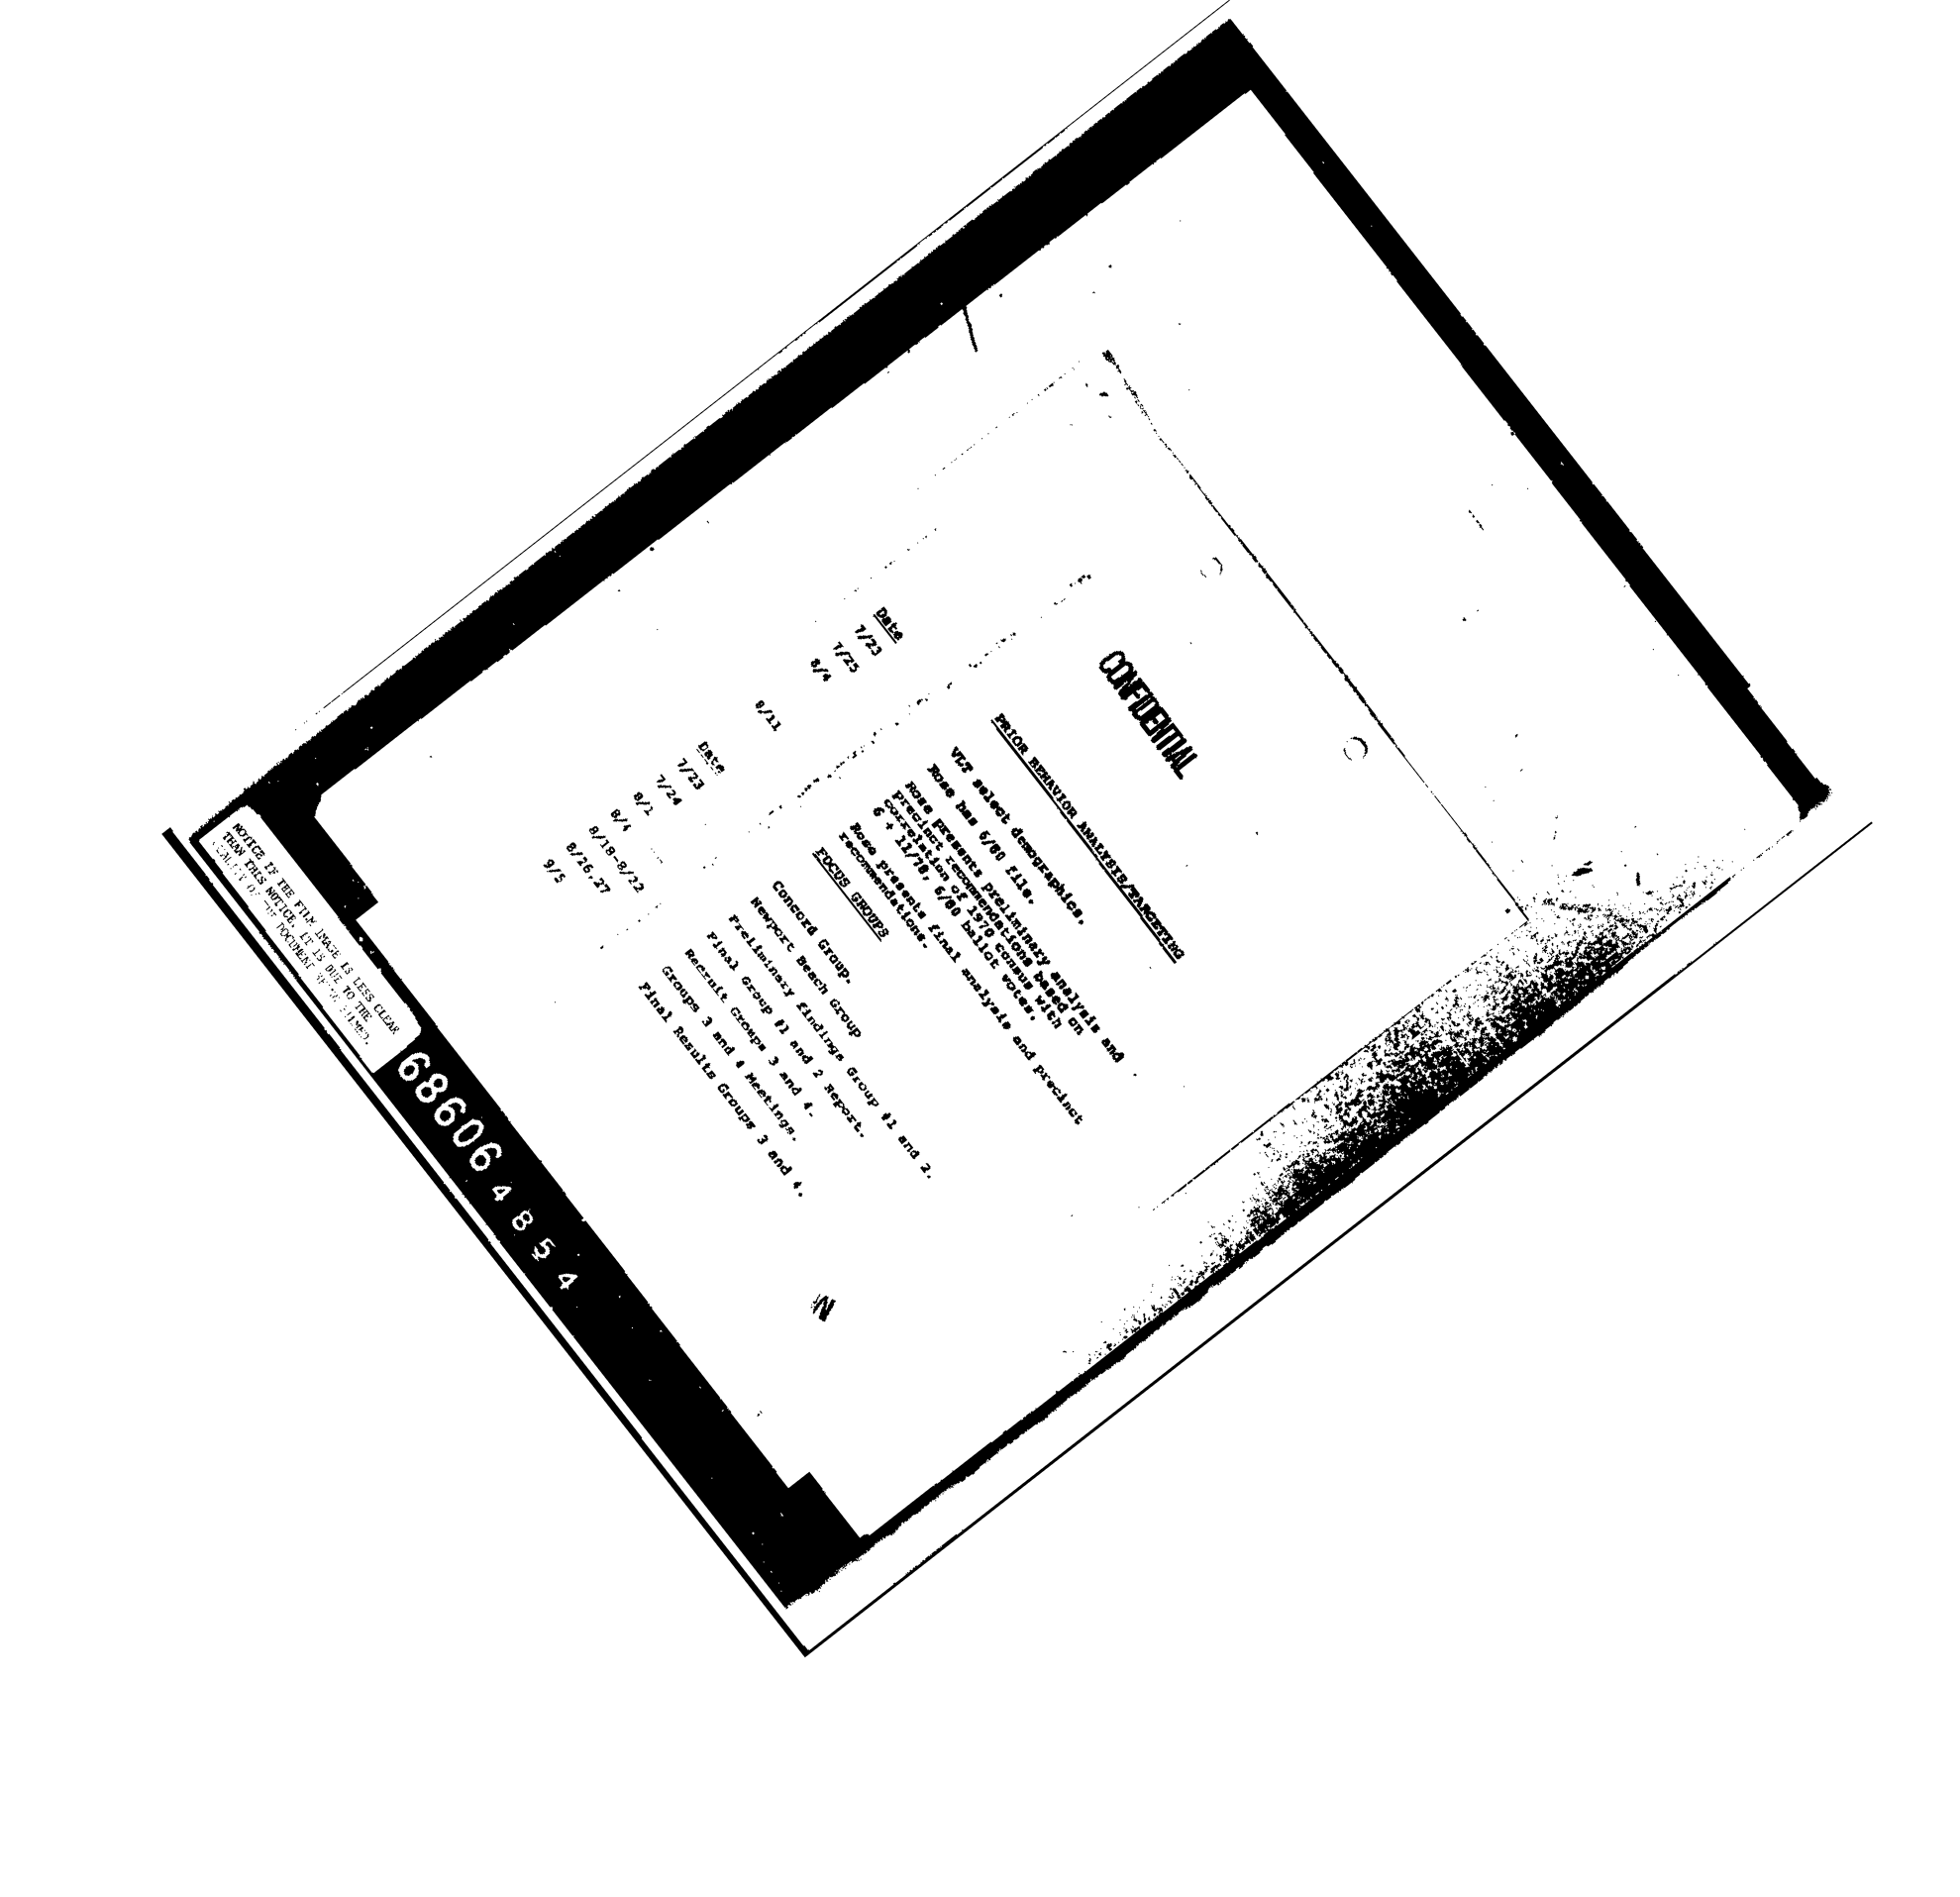 CONFIDENTIAL
PRIOR BEHAVIOR ANALYSIS/TARGETING
Date
7/23 VLT select demographics.
7/25 Rose has 6/80 file.
8/4 Rose presents preliminary analysis and
precinct recommendations based on
correlation of 1970 census with
6 + 11/78, 6/80 ballot votes.
8/11 Rose presents final analysis and precinct
recommendations.
FOCUS GROUPS
Date
7/23 Concord Group.
7/24 Newport Beach Group
8/1 Preliminary findings Group #1 and 2.
8/4 Final Group #1 and 2 Report.
8/18-8/22 Recruit Groups 3 and 4.
8/26,27 Groups 3 and 4 Meetings.
9/5 Final Results Groups 3 and 4.
NOTICE IF THE FILM IMAGE IS LESS CLEAR
THAN THIS NOTICE IT IS DUE TO THE
OF THE DOCUMENT FILMED.
686064854